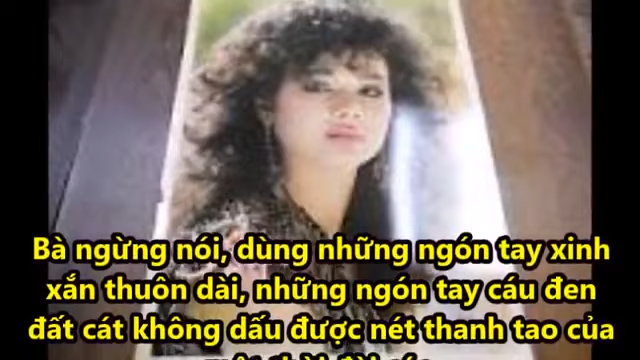 Bà ngừng nói, dùng những ngón tay xinh
xắn thuôn dài, những ngón tay cáu đen
đất cát không dấu được nét thanh tao của